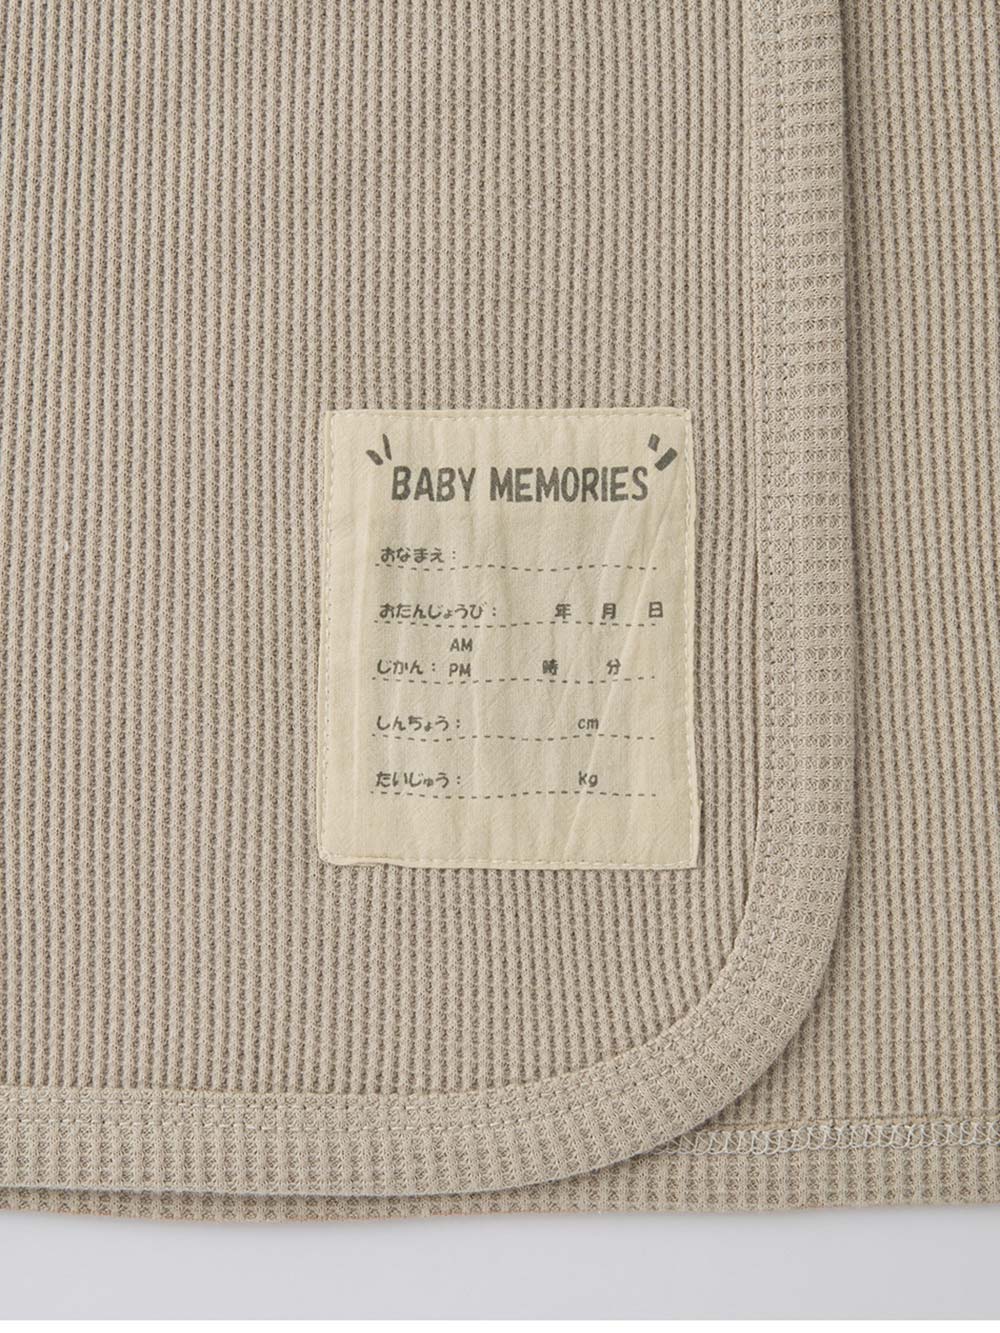 BABY MEMORIES
おなまえ：
おたんじょうび： 年 月 日
AM
じかん： PM 時 分
しんちょう： cm
たいじゅう： kg